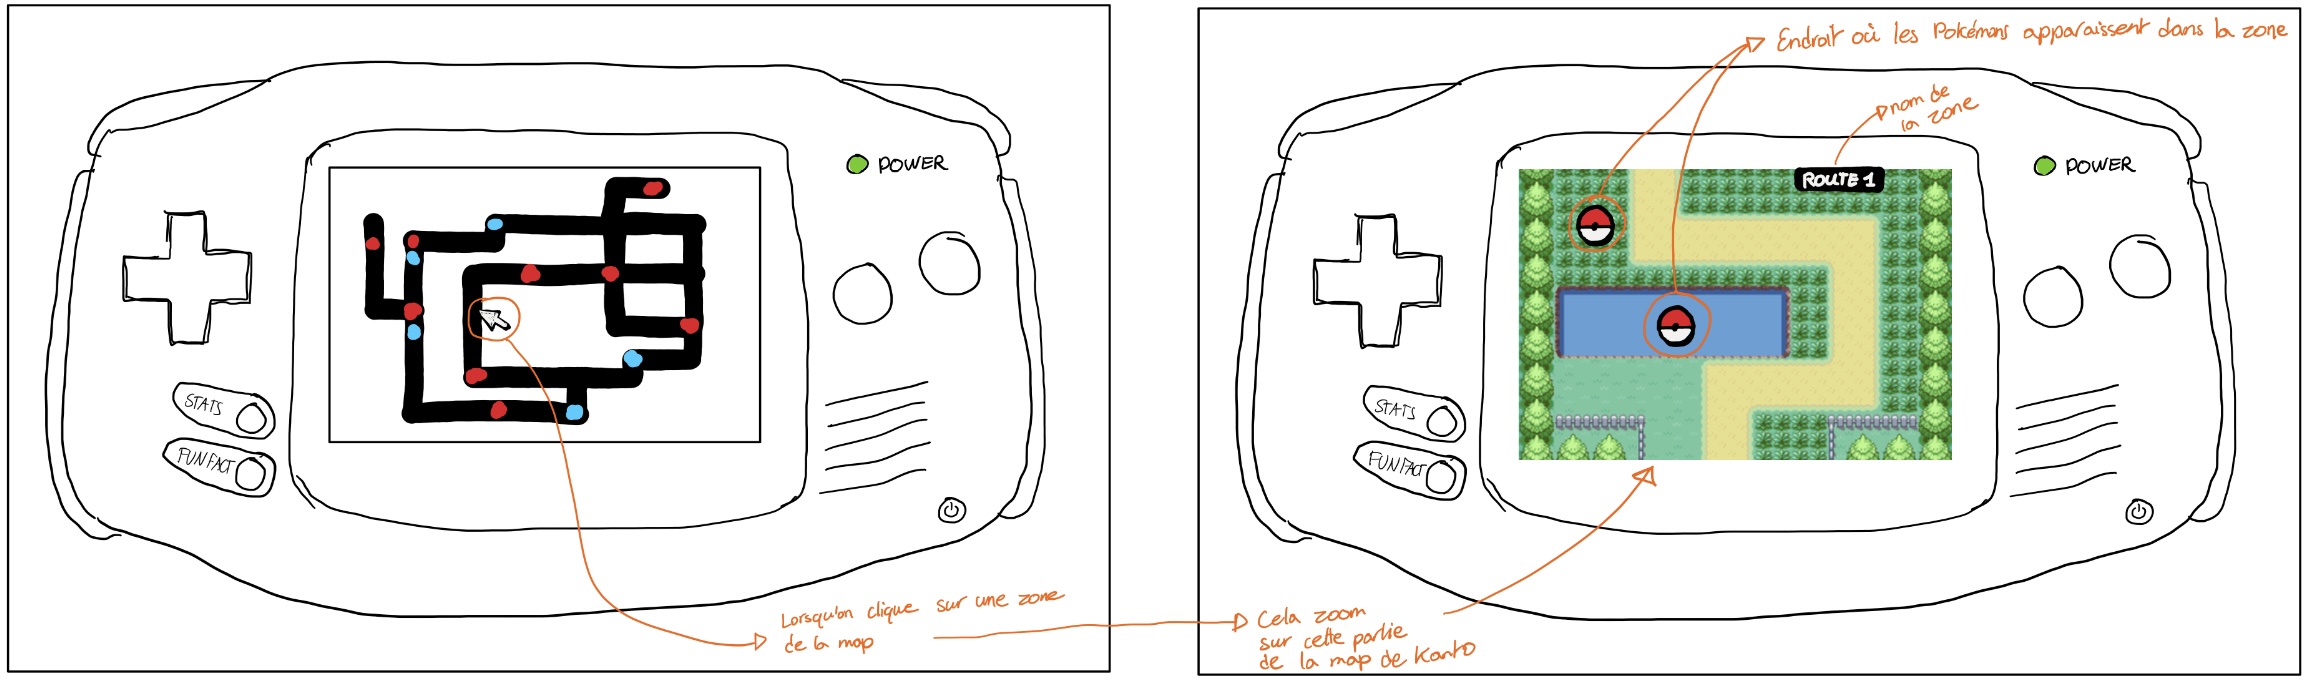 POWER
STATS
FUN FACT
Lorsqu'on clique sur une zone
de la map
Endroit où les Pokémons apparaissent dans la zone
nom de
la zone
ROUTE 1
POWER
STATS
FUN FACT
Cela zoom
sur cette partie
de la map de Kanto